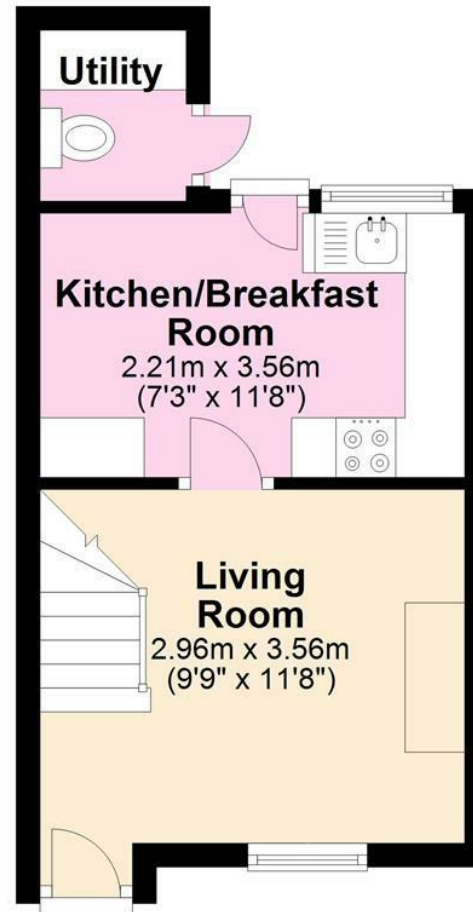 Utility
Kitchen/Breakfast
Room
2.21m x 3.56m
(7'3" x 11'8")
Living
Room
2.96m x 3.56m
(9'9" x 11'8")